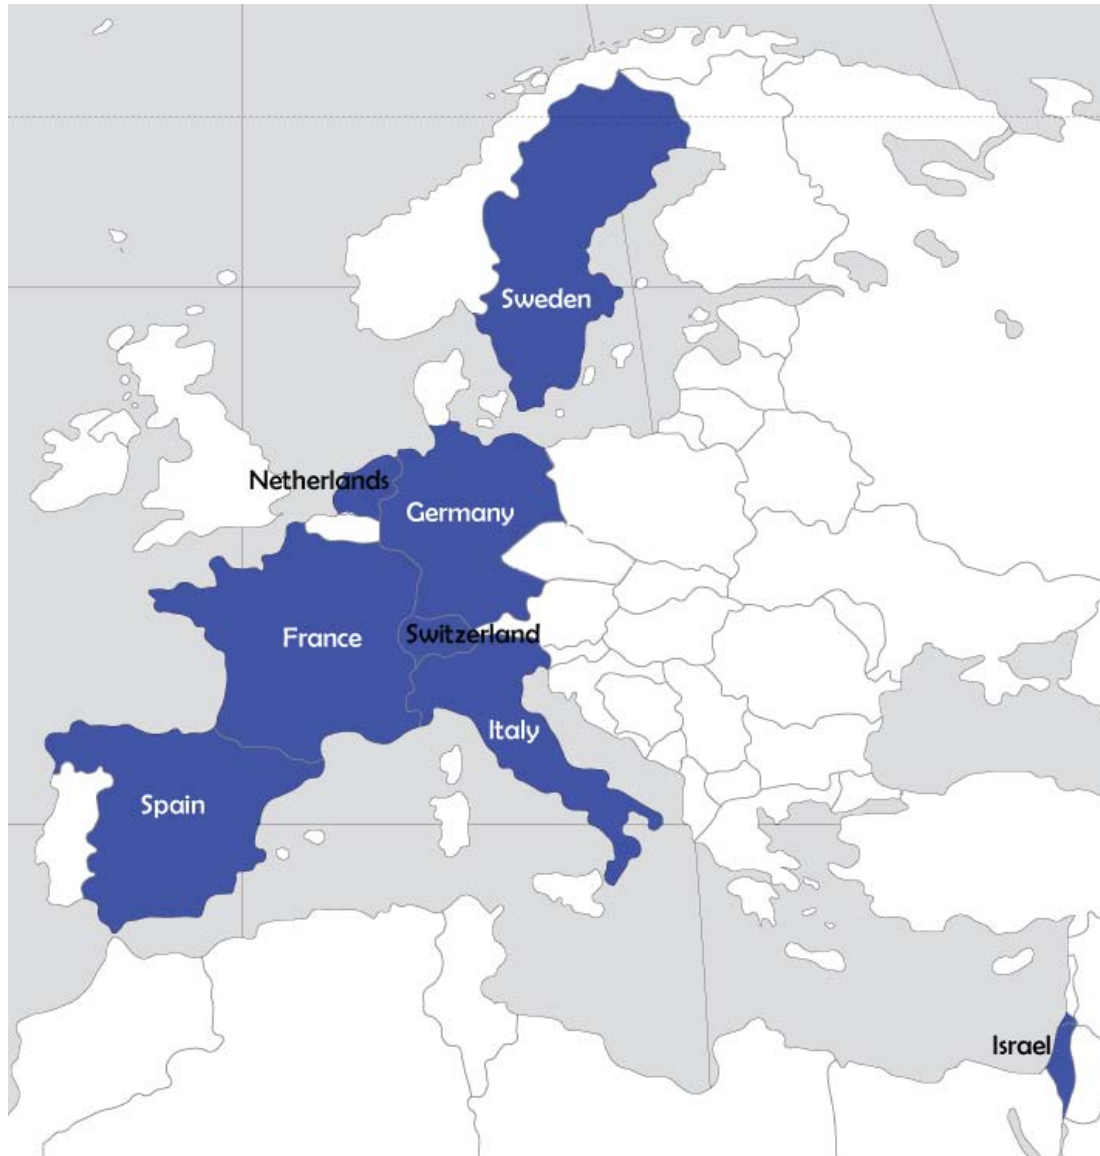 Sweden
Netherlands
Germany
France
Switzerland
Italy
Spain
Israel